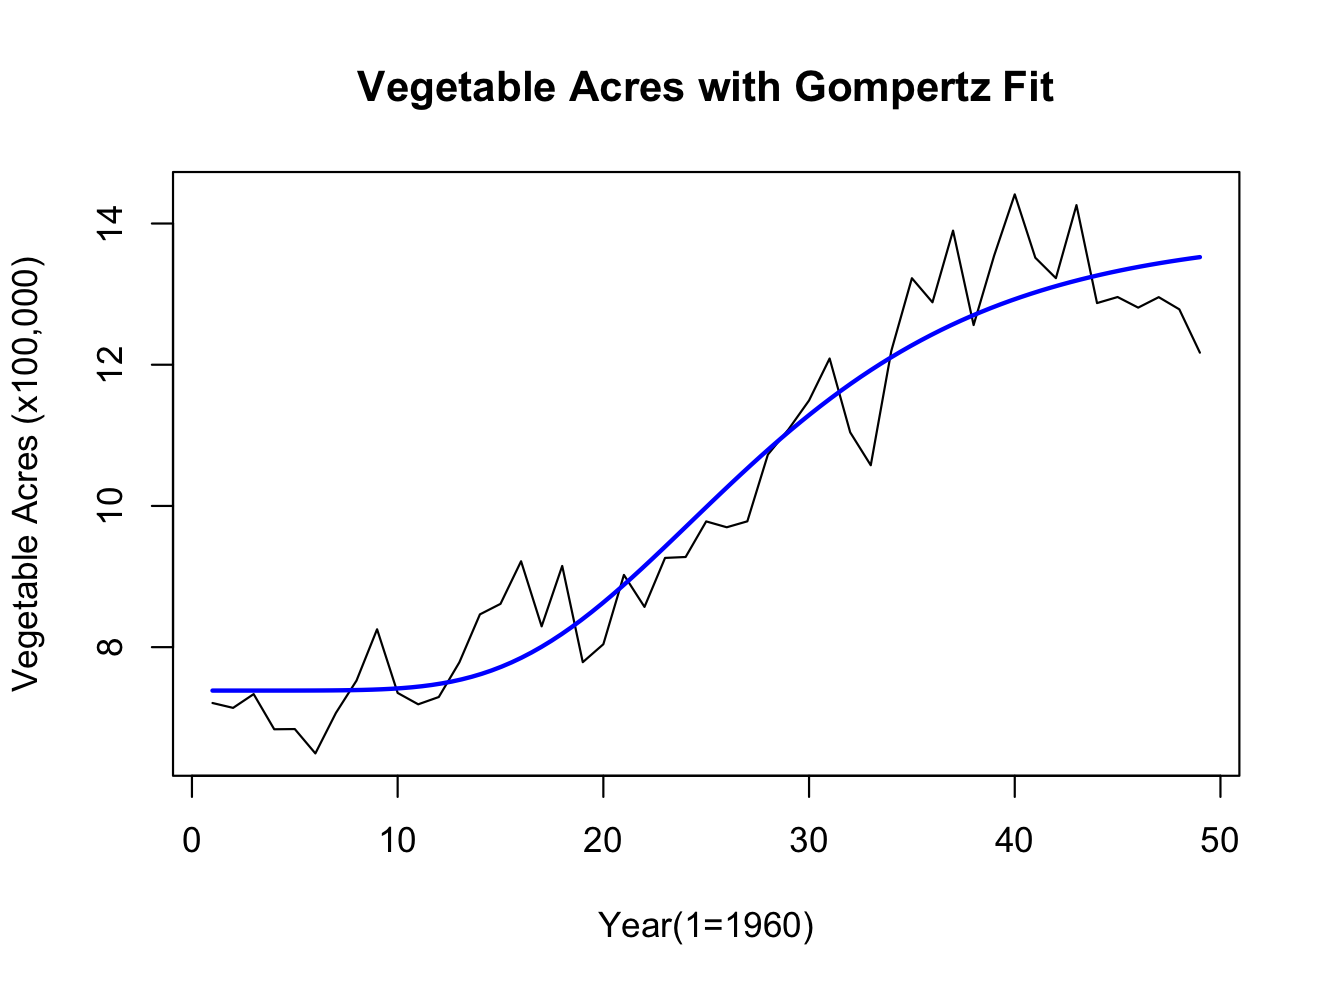 Vegetable Acres with Gompertz Fit
Vegetable Acres (x100,000)
14
12
10
8
0 10 20 30 40 50
Year(1=1960)